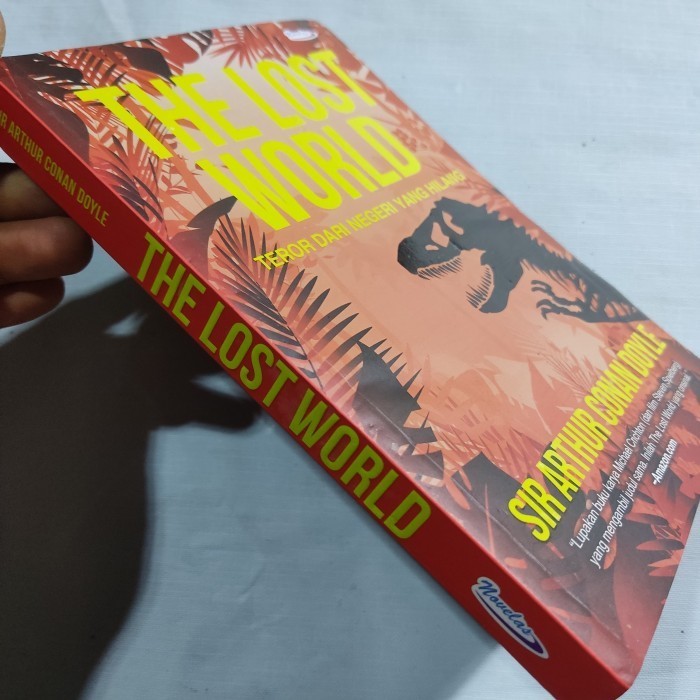 THE LOST
WORLD
TEROR DARI NEGERI YANG HILANG!
SIR ARTHUR CONAN DOYLE
"Lupakan buku karya Michael Crichton (dan film Steven Spielberg)
yang mengambil judul sama. Inilah The Lost World yang
-Amazon.com
SIR ARTHUR CONAN DOYLE
THE LOST WORLD
Novelas